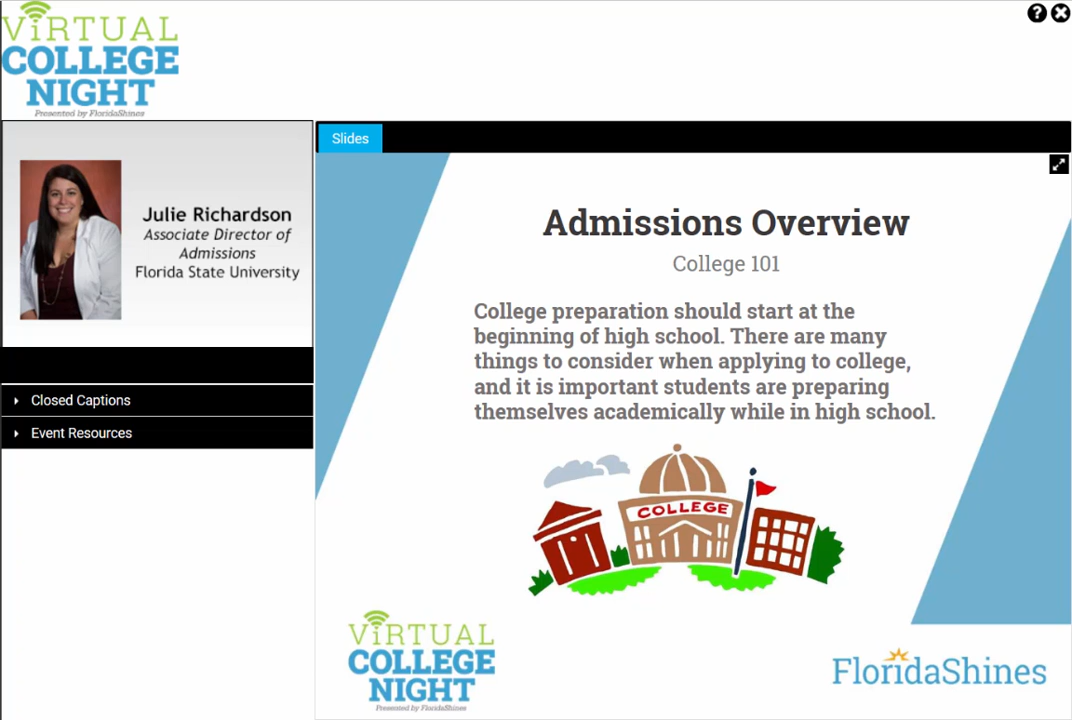 ViRTUAL
COLLEGE
NIGHT
Presented by FloridaShines
Julie Richardson
Associate Director of
Admissions
Florida State University
Closed Captions
Event Resources
Slides
Admissions Overview
College 101
College preparation should start at the
beginning of high school. There are many
things to consider when applying to college,
and it is important students are preparing
themselves academically while in high school.
COLLEGE
ViRTUAL
COLLEGE
NIGHT
Presented by FloridaShines
FloridaShines